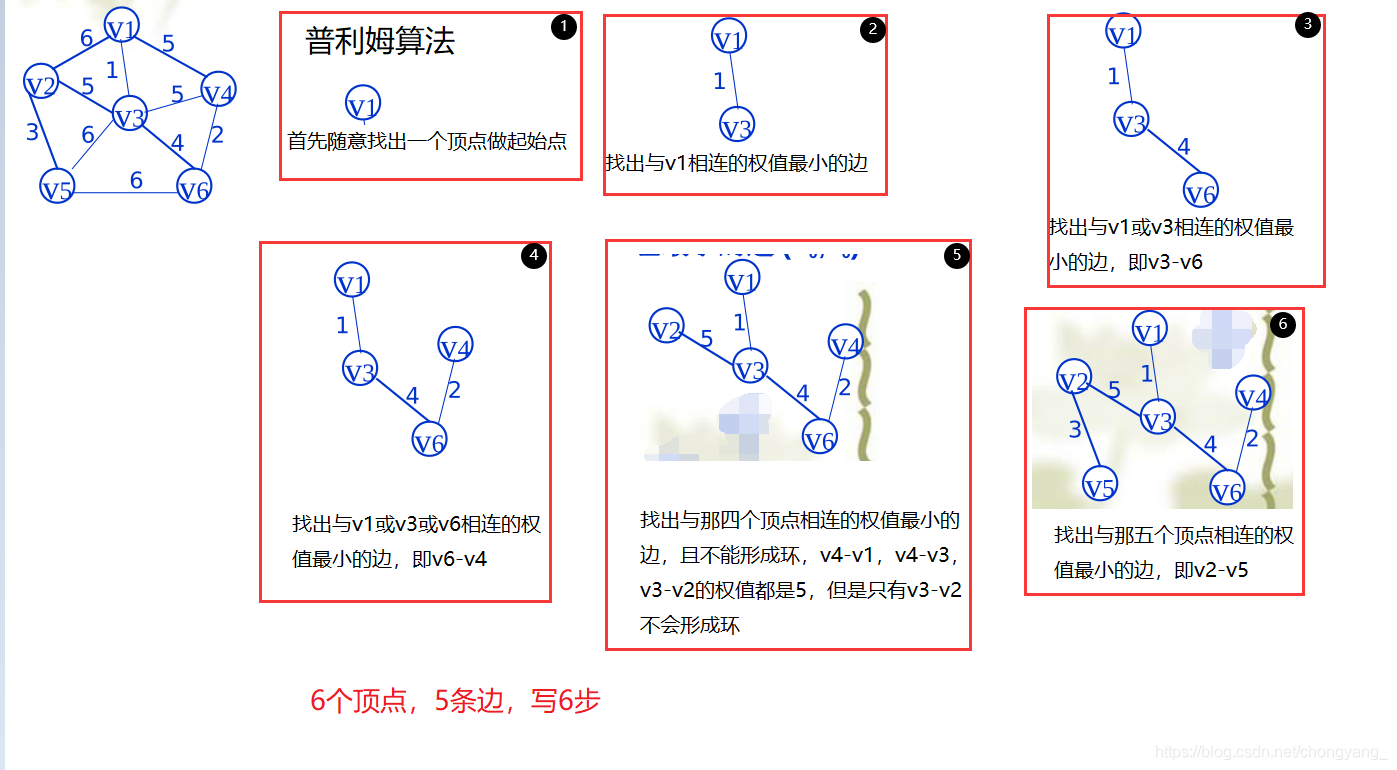 v1
6
5
1
v2
5
5
v4
v3
3
6
4
2
v5
6
v6
1
普利姆算法
v1
首先随意找出一个顶点做起始点
2
v1
1
v3
找出与v1相连的权值最小的边
3
v1
1
v3
4
v6
找出与v1或v3相连的权值最
小的边，即v3-v6
4
v1
1
v4
v3
4
2
v6
找出与v1或v3或v6相连的权
值最小的边，即v6-v4
5
v1
v2
5
1
v4
v3
4
2
v6
找出与那四个顶点相连的权值最小的
边，且不能形成环，v4-v1，v4-v3，
v3-v2的权值都是5，但是只有v3-v2
不会形成环
6
v1
v2
5
1
v4
v3
3
4
2
v5
v6
找出与那五个顶点相连的权
值最小的边，即v2-v5
6个顶点，5条边，写6步
https://blog.csdn.net/chongyang_